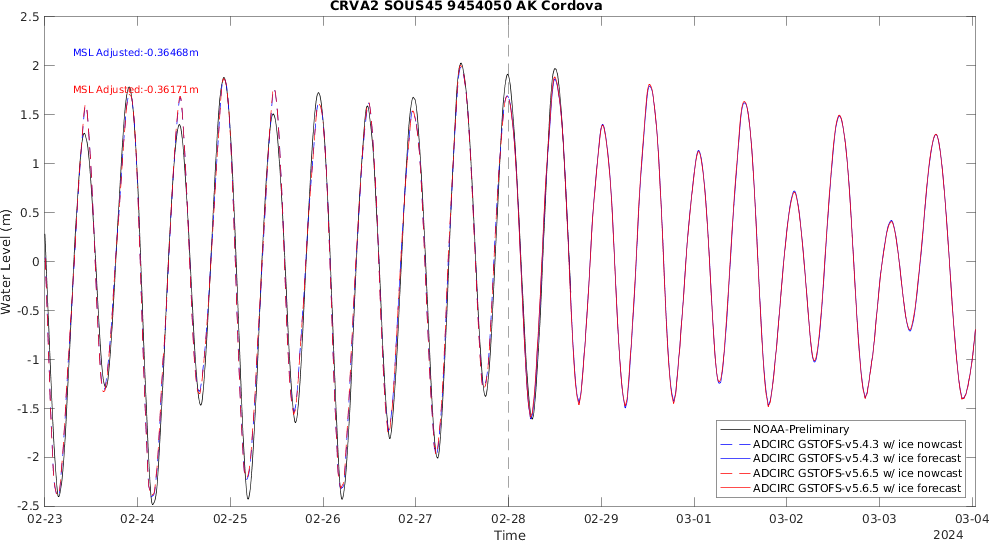 CRVA2 SOUS45 9454050 AK Cordova
MSL Adjusted:-0.36468m
MSL Adjusted:-0.36171m
Water Level (m)
2.5
2
1.5
1
0.5
0
-0.5
-1
-1.5
-2
-2.5
NOAA-Preliminary
ADCIRC GSTOFS-v5.4.3 w/ ice nowcast
ADCIRC GSTOFS-v5.4.3 w/ ice forecast
ADCIRC GSTOFS-v5.6.5 w/ ice nowcast
ADCIRC GSTOFS-v5.6.5 w/ ice forecast
02-23 02-24 02-25 02-26 02-27 02-28 02-29 03-01 03-02 03-03 03-04
Time
2024